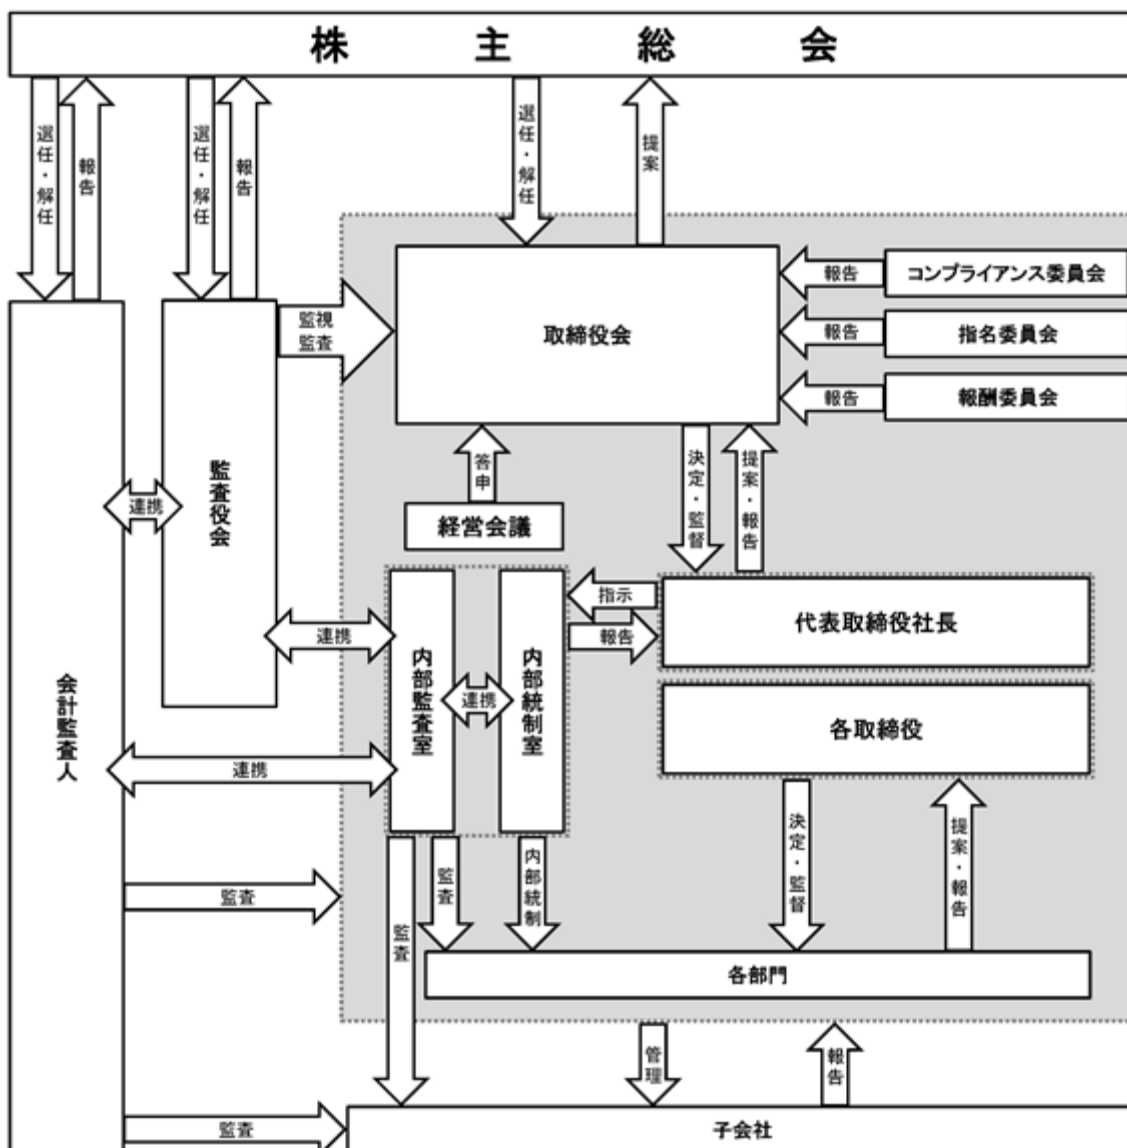 株主総会
選任・解任
報告
選任・解任
報告
選任・解任
提案
監視
監査
取締役会
報告
コンプライアンス委員会
報告
指名委員会
報告
報酬委員会
答申
経営会議
決定・監督
提案・報告
連携
監査役会
会計監査人
連携
内部監査室
連携
内部統制室
指示
報告
代表取締役社長
各取締役
連携
監査
監査
監査
内部統制
決定・監督
提案・報告
各部門
管理
報告
監査
子会社